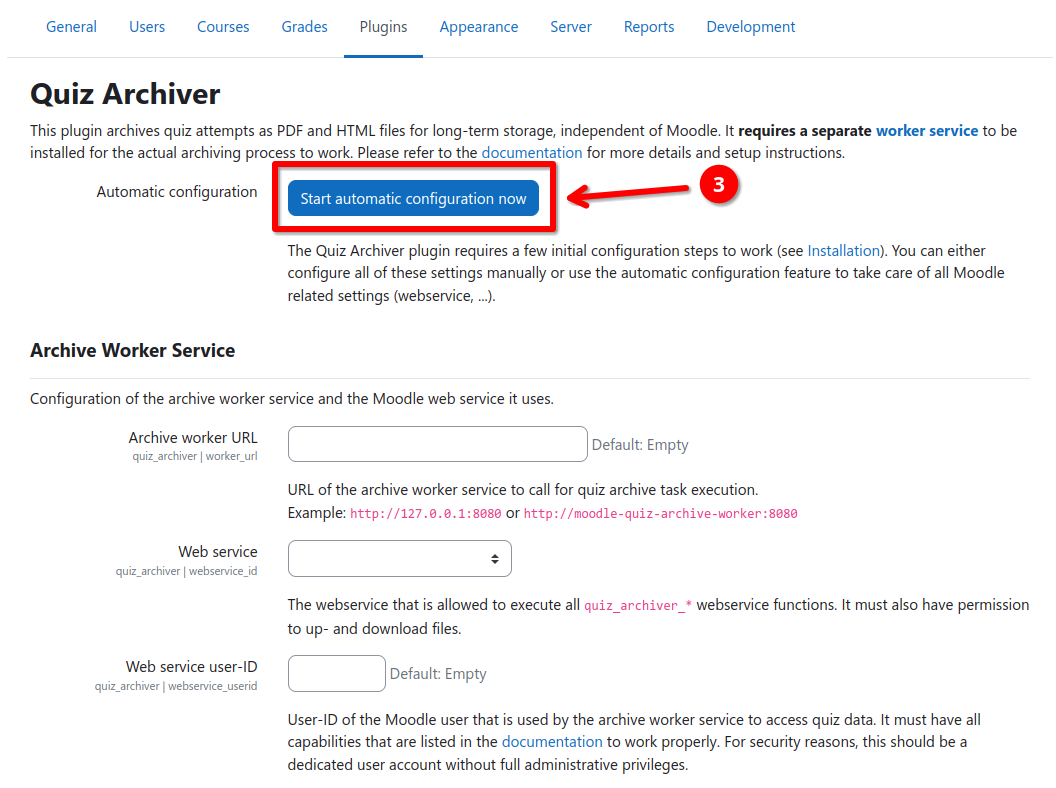 General Users Courses Grades Plugins Appearance Server Reports Development
Quiz Archiver
This plugin archives quiz attempts as PDF and HTML files for long-term storage, independent of Moodle. It requires a separate worker service to be
installed for the actual archiving process to work. Please refer to the documentation for more details and setup instructions.
Automatic configuration
Start automatic configuration now
3
The Quiz Archiver plugin requires a few initial configuration steps to work (see Installation). You can either
configure all of these settings manually or use the automatic configuration feature to take care of all Moodle
related settings (webservice, ...).
Archive Worker Service
Configuration of the archive worker service and the Moodle web service it uses.
Archive worker URL
quiz_archiver | worker_url
Default: Empty
URL of the archive worker service to call for quiz archive task execution.
Example: http://127.0.0.1:8080 or http://moodle-quiz-archive-worker:8080
Web service
quiz_archiver | webservice_id
The webservice that is allowed to execute all quiz_archiver_* webservice functions. It must also have permission
to up- and download files.
Web service user-ID
quiz_archiver | webservice_userid
Default: Empty
User-ID of the Moodle user that is used by the archive worker service to access quiz data. It must have all
capabilities that are listed in the documentation to work properly. For security reasons, this should be a
dedicated user account without full administrative privileges.